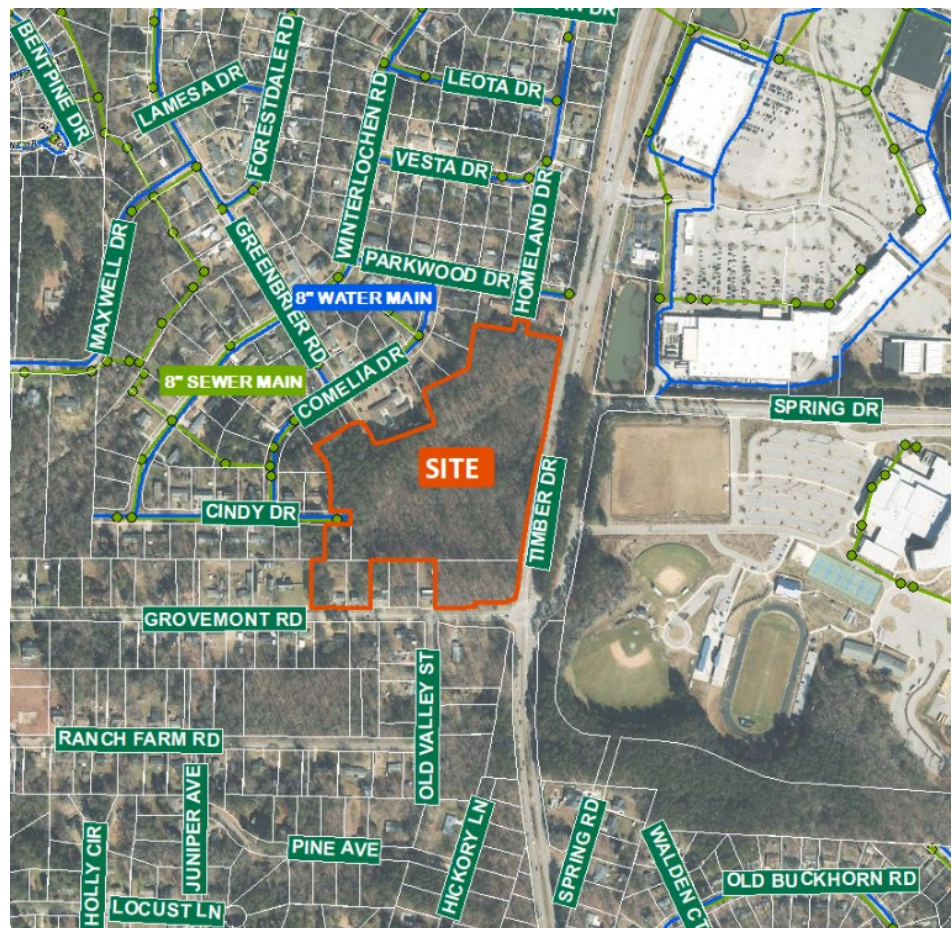 AN DR
BENTPINE DR
LAMESA DR
FORESTDALE RD
WINTERLOCHEN RD
LEOTA DR
VESTA DR
HOMELAND DR
PARKWOOD DR
MAXWELL DR
GREENBRIER RD
8" WATER MAIN
8" SEWER MAIN
COMELIA DR
SPRING DR
SITE
TIMBER DR
CINDY DR
GROVEMONT RD
OLD VALLEY ST
RANCH FARM RD
JUNIPER AVE
HOLLY CIR
PINE AVE
HICKORY LN
SPRING RD
WALDEN CT
OLD BUCKHORN RD
LOCUST LN